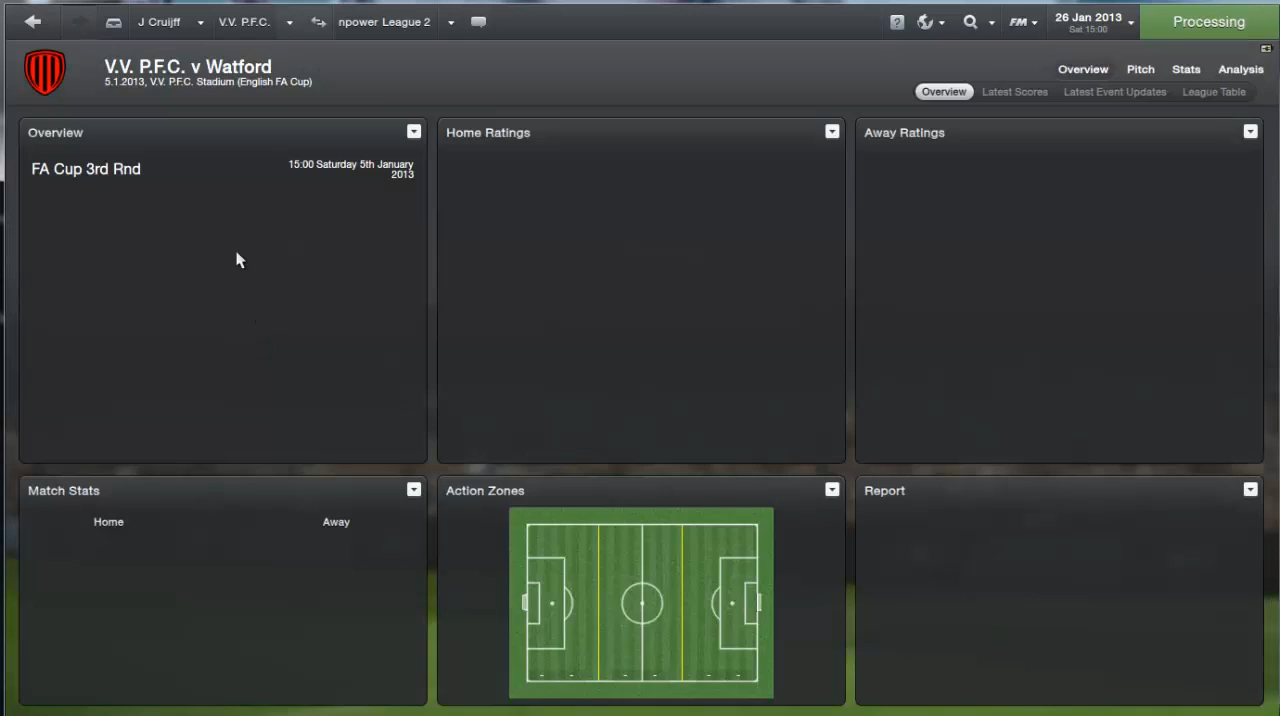 J Cruijff
V.V. P.F.C.
npower League 2
FM
26 Jan 2013
Sat 15:00
Processing
V.V. P.F.C. v Watford
5.1.2013, V.V. P.F.C. Stadium (English FA Cup)
Overview Pitch Stats Analysis
Overview Latest Scores Latest Event Updates League Table
Overview
FA Cup 3rd Rnd
15:00 Saturday 5th January
2013
Home Ratings
Away Ratings
Match Stats
Home Away
Action Zones
Report